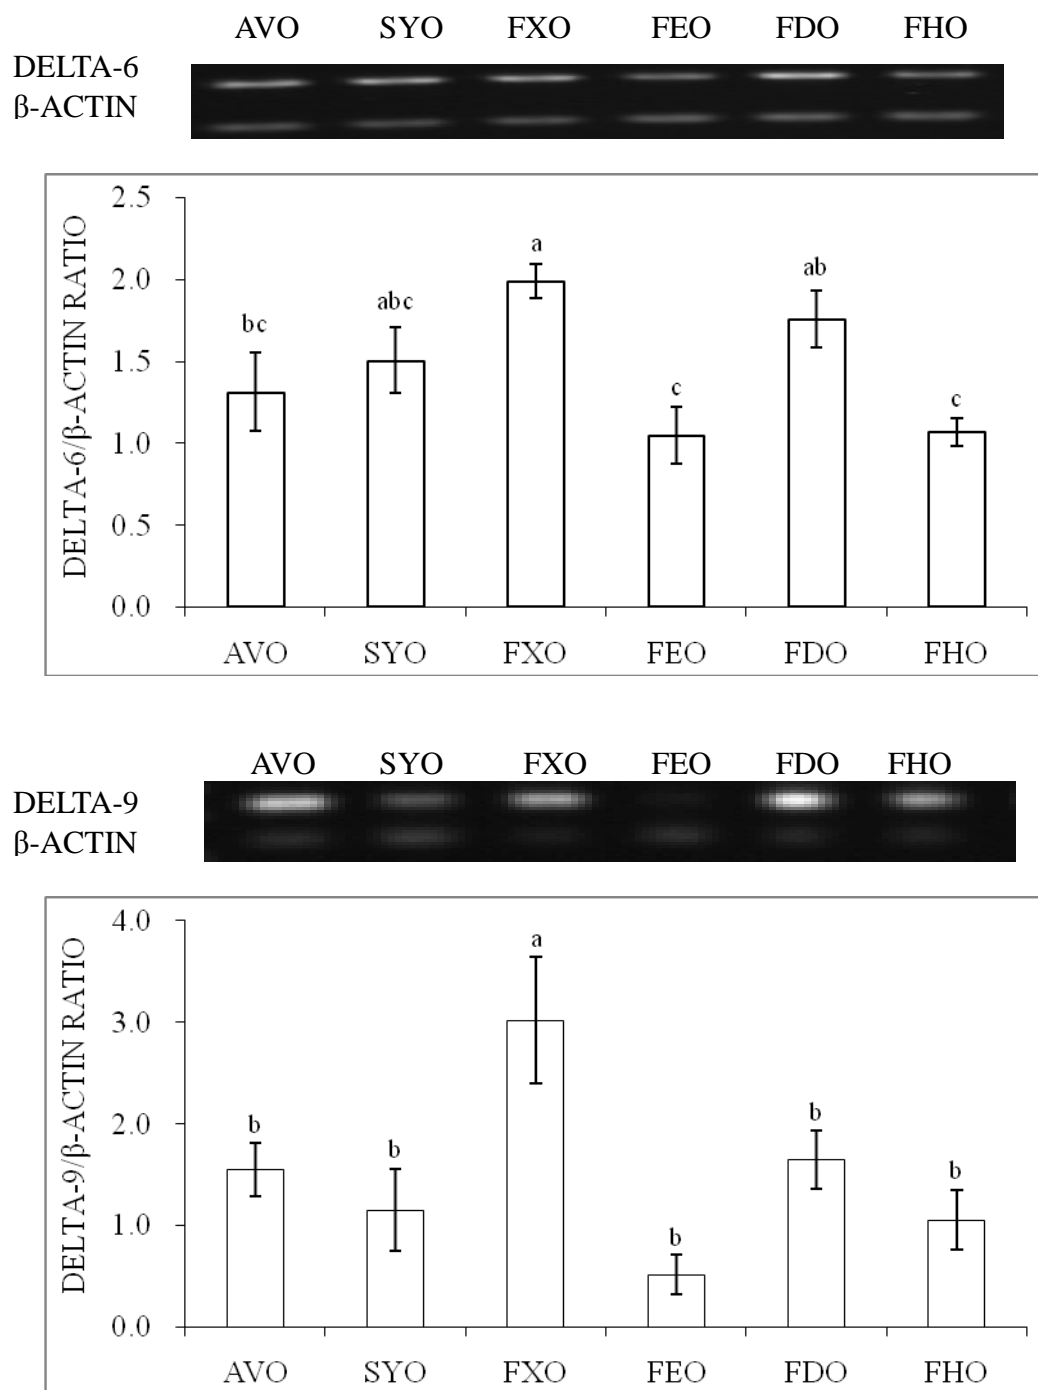 AVO SYO FXO FEO FDO FHO
DELTA-6
β-ACTIN
DELTA-6/β-ACTIN RATIO
2.5
2.0
1.5
1.0
0.5
0.0
bc abc a c ab c
AVO SYO FXO FEO FDO FHO
AVO SYO FXO FEO FDO FHO
DELTA-9
β-ACTIN
DELTA-9/β-ACTIN RATIO
4.0
3.0
2.0
1.0
0.0
b b a b b b
AVO SYO FXO FEO FDO FHO